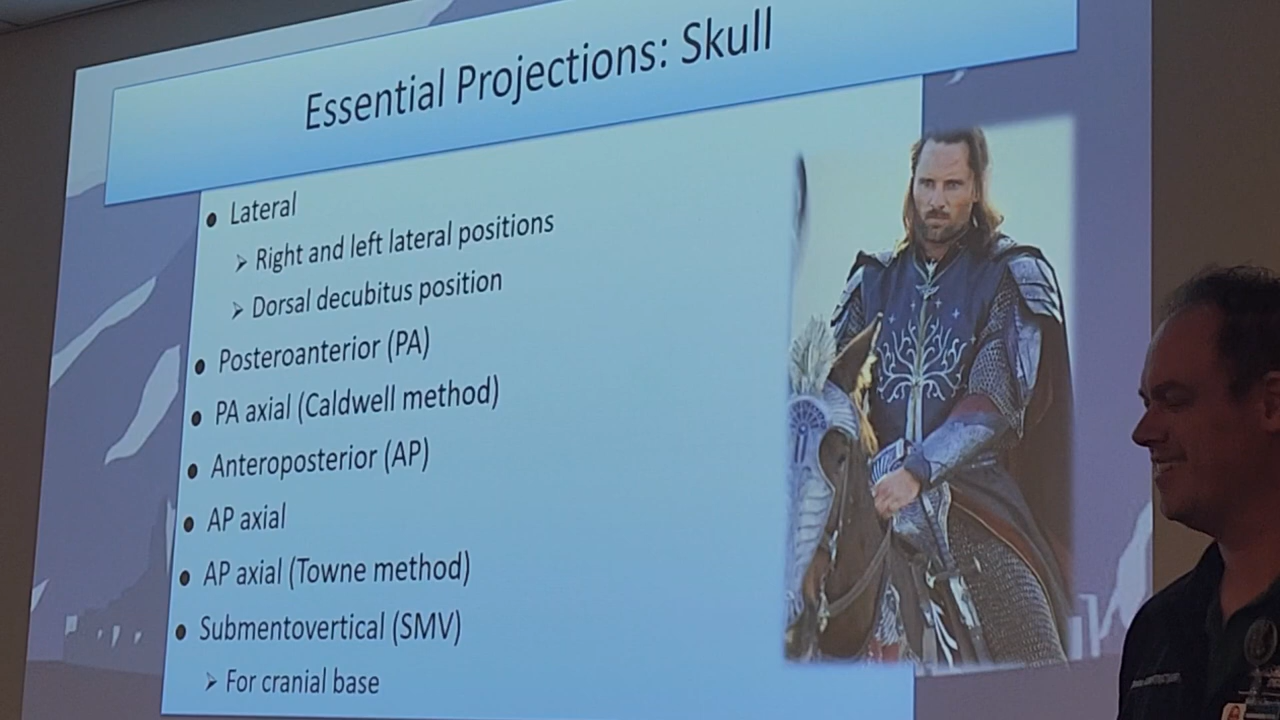 Essential Projections: Skull
• Lateral
➢ Right and left lateral positions
➢ Dorsal decubitus position
• Posteroanterior (PA)
• PA axial (Caldwell method)
• Anteroposterior (AP)
• AP axial
• AP axial (Towne method)
• Submentovertical (SMV)
➢ For cranial base